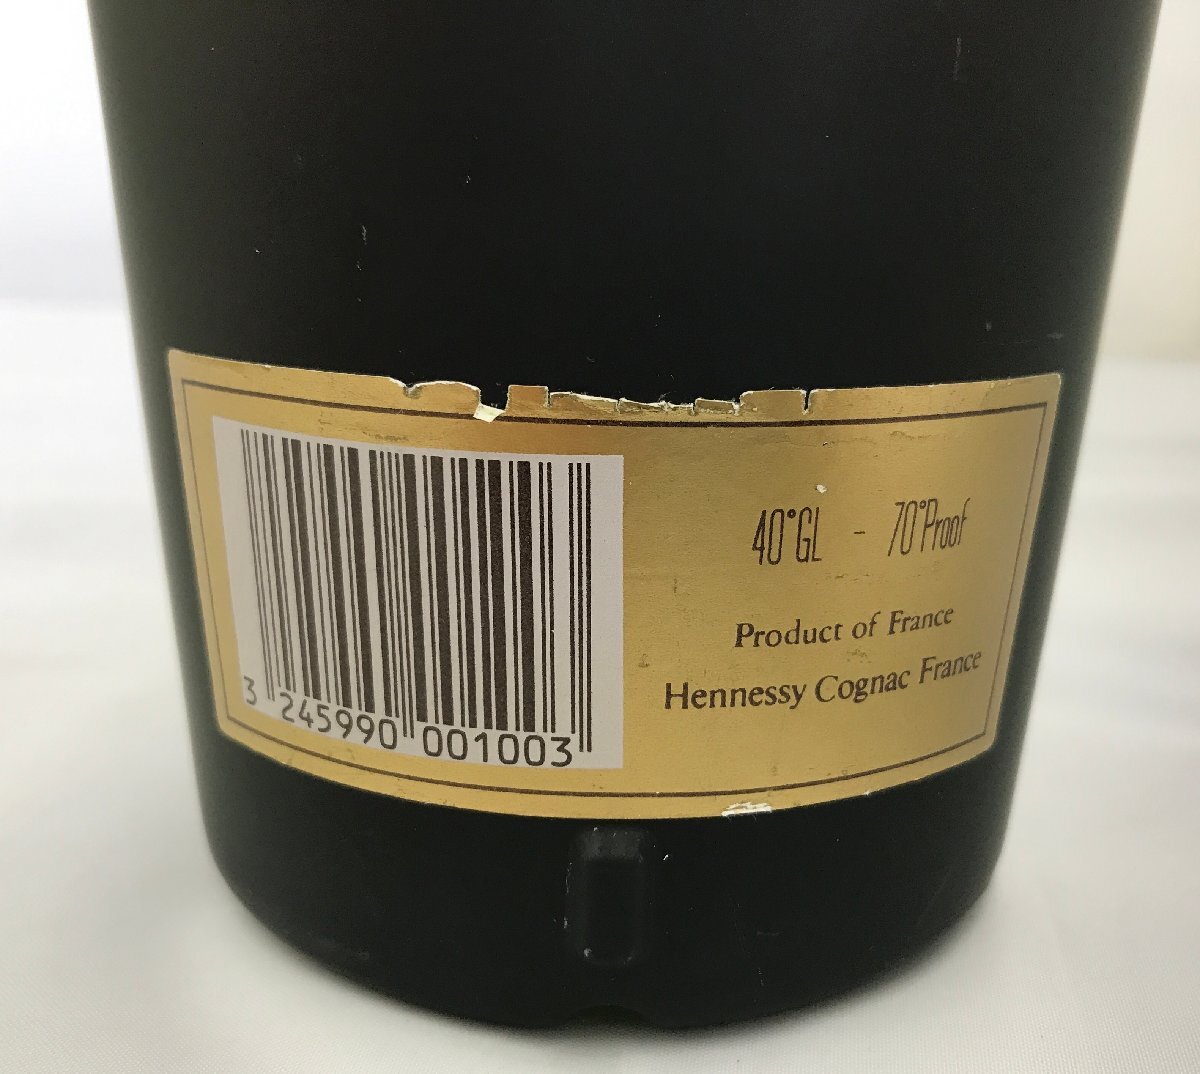 3 245990 001003
40°GL - 70°Proof
Product of France
Hennessy Cognac France